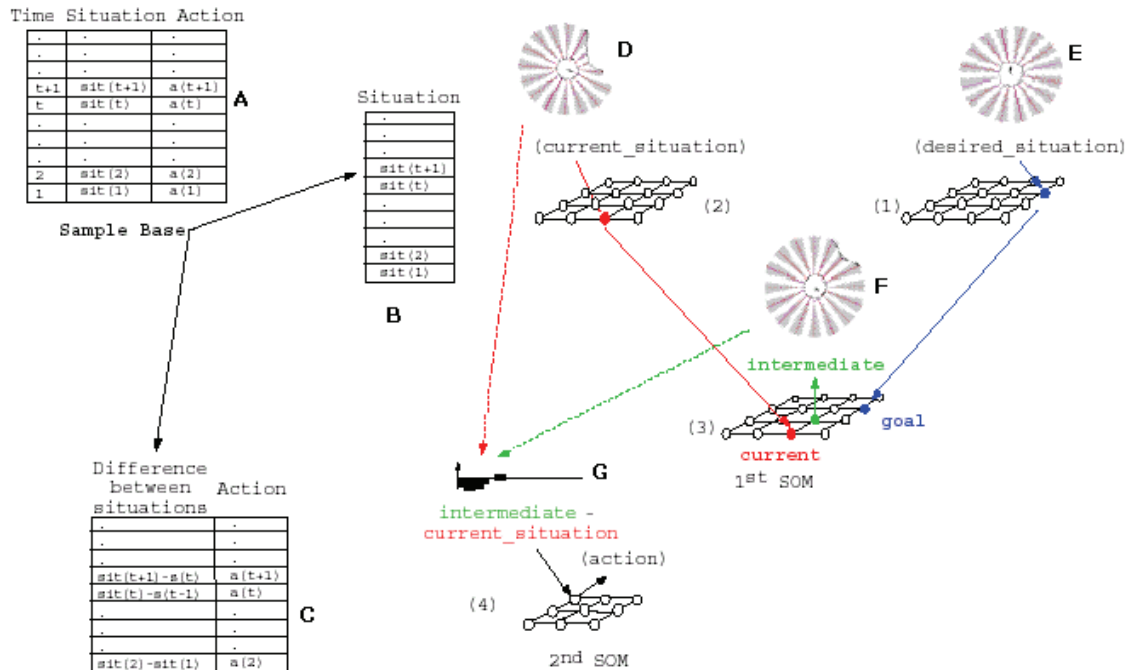 Time Situation Action
. . .
. . .
. . .
t+1 sit(t+1) a(t+1)
t sit(t) a(t)
. . .
. . .
. . .
2 sit(2) a(2)
1 sit(1) a(1)
A
Sample Base
Situation
.
.
.
sit(t+1)
sit(t)
.
.
.
sit(2)
sit(1)
B
Difference
between
situations
Action
. .
. .
. .
sit(t+1)-s(t) a(t+1)
sit(t)-s(t-1) a(t)
. .
. .
. .
sit(2)-sit(1) a(2)
C
D
(current_situation)
(2)
E
(desired_situation)
(1)
F
intermediate
(3)
goal
current
1st SOM
G
intermediate -
current_situation
(action)
(4)
2nd SOM